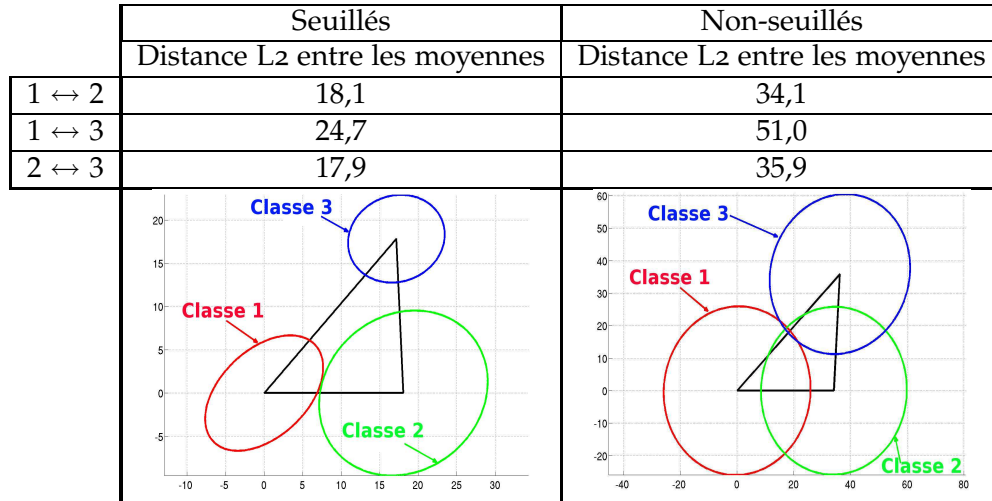 Seuillés Non-seuillés
Distance L2 entre les moyennes Distance L2 entre les moyennes
1 ↔ 2 18,1 34,1
1 ↔ 3 24,7 51,0
2 ↔ 3 17,9 35,9
Classe 3
Classe 1
Classe 2
20
15
10
5
0
-5
-10 -5 0 5 10 15 20 25 30
Classe 3
Classe 1
Classe 2
60
50
40
30
20
10
0
-10
-20
-40 -20 0 20 40 60 80